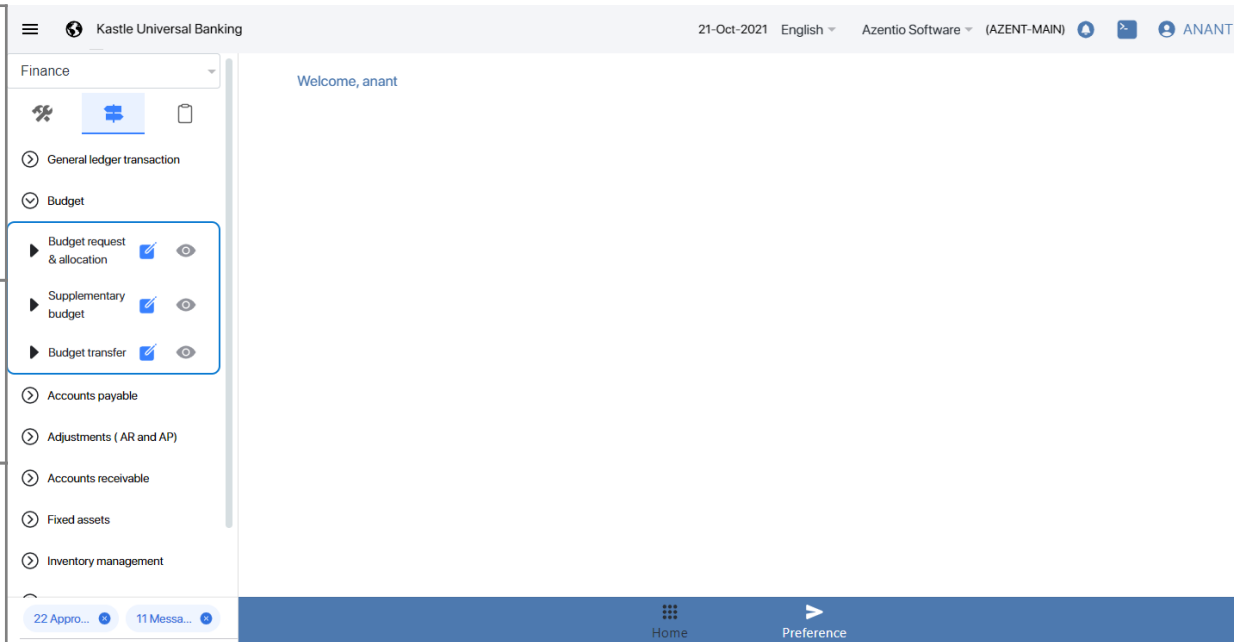 Kastle Universal Banking
21-Oct-2021 English Azentio Software (AZENT-MAIN) ANANT
Finance
Welcome, anant
General ledger transaction
Budget
Budget request
& allocation
Supplementary
budget
Budget transfer
Accounts payable
Adjustments ( AR and AP)
Accounts receivable
Fixed assets
Inventory management
22 Appro...
11 Messa...
Home
Preference